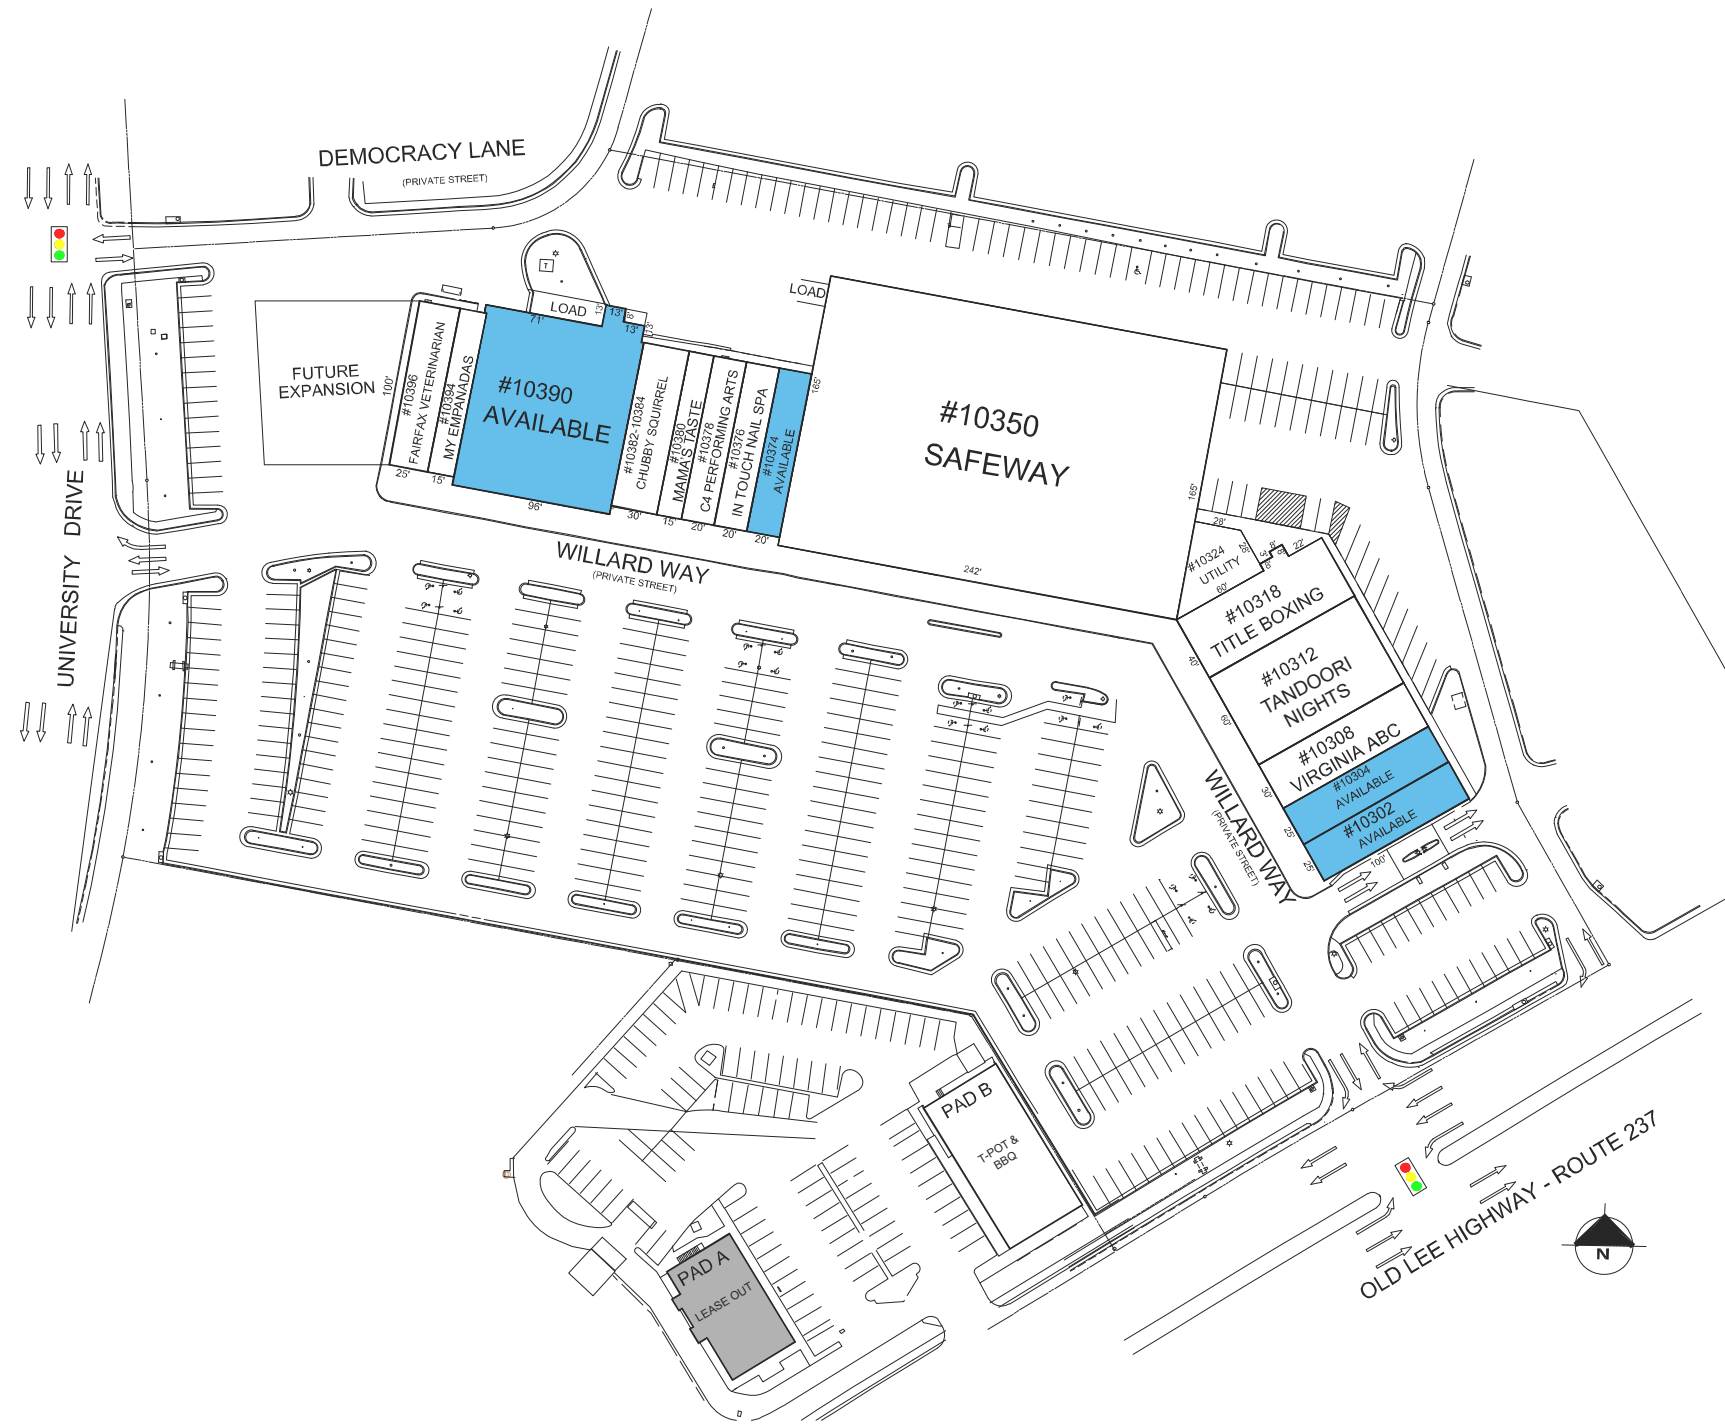 DEMOCRACY LANE
(PRIVATE STREET)
UNIVERSITY DRIVE
FUTURE
EXPANSION
100'
#10396
FAIRFAX VETERINARIAN
25'
#10394
MY EMPANADAS
15'
T
LOAD
71'
13'
13'
8'
13'
13'
#10390
AVAILABLE
96'
#10382-10384
CHUBBY SQUIRREL
30'
#10380
MAMA'S TASTE
15'
#10378
C4 PERFORMING ARTS
20'
#10376
IN TOUCH NAIL SPA
20'
#10374
AVAILABLE
20'
LOAD
165'
#10350
SAFEWAY
165'
242'
WILLARD WAY
(PRIVATE STREET)
28'
#10324
UTILITY
28'
60'
22'
#10318
TITLE BOXING
40'
#10312
TANDOORI
NIGHTS
60'
#10308
VIRGINIA ABC
30'
#10304
AVAILABLE
25'
#10302
AVAILABLE
25'
100'
WILLARD WAY
(PRIVATE STREET)
PAD B
T-POT &
BBQ
PAD A
LEASE OUT
OLD LEE HIGHWAY - ROUTE 237
N